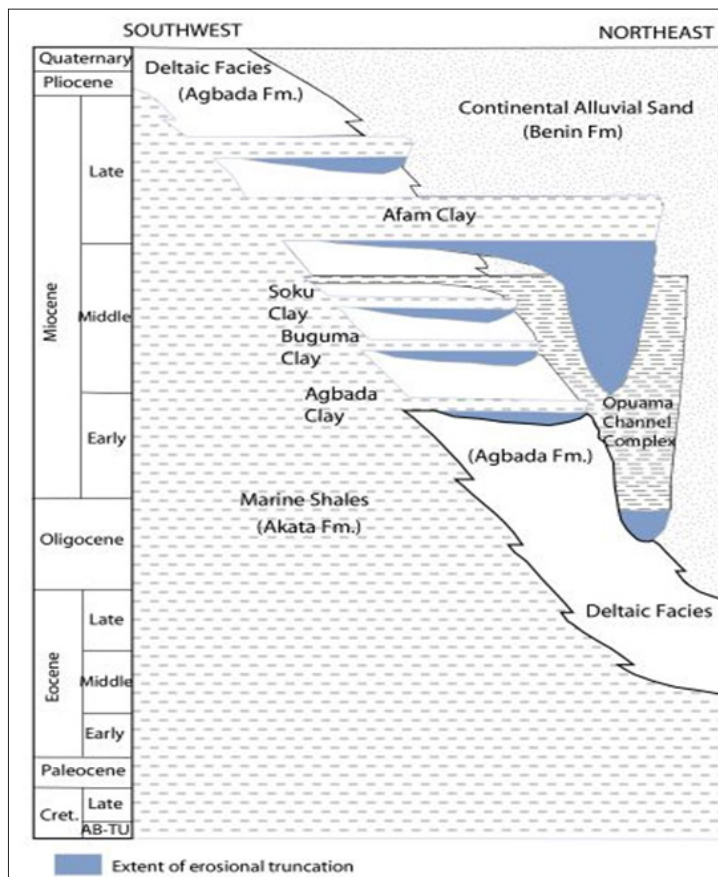 SOUTHWEST
NORTHEAST
Quaternary
Pliocene
Miocene
Late
Middle
Early
Oligocene
Eocene
Late
Middle
Early
Paleocene
Cret.
Late
AB-TU
Deltaic Facies
(Agbada Fm.)
Continental Alluvial Sand
(Benin Fm)
Afam Clay
Soku
Clay
Buguma
Clay
Agbada
Clay
Opuama
Channel
Complex
(Agbada Fm.)
Marine Shales
(Akata Fm.)
Deltaic Facies
Extent of erosional truncation